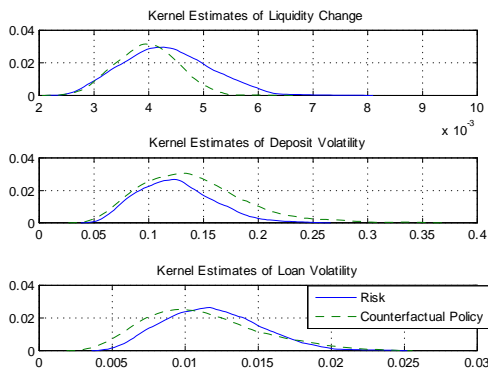 Kernel Estimates of Liquidity Change
0.04
0.02
0
2 3 4 5 6 7 8 9 10
x 10^-3
Kernel Estimates of Deposit Volatility
0.04
0.02
0
0 0.05 0.1 0.15 0.2 0.25 0.3 0.35 0.4
Kernel Estimates of Loan Volatility
0.04
0.02
0
0 0.005 0.01 0.015 0.02 0.025 0.03
Risk
Counterfactual Policy